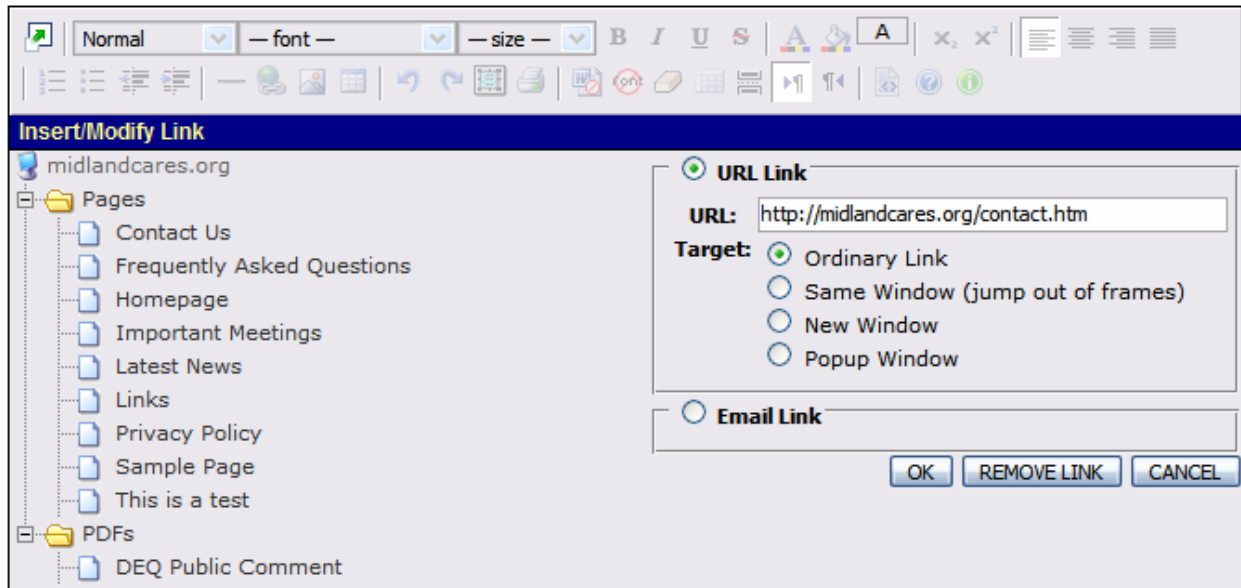 Normal — font — — size — B I U S A A x₂ x²
Insert/Modify Link
midlandcares.org
Pages
Contact Us
Frequently Asked Questions
Homepage
Important Meetings
Latest News
Links
Privacy Policy
Sample Page
This is a test
PDFs
DEQ Public Comment
URL Link
URL: http://midlandcares.org/contact.htm
Target: Ordinary Link
Same Window (jump out of frames)
New Window
Popup Window
Email Link
OK REMOVE LINK CANCEL